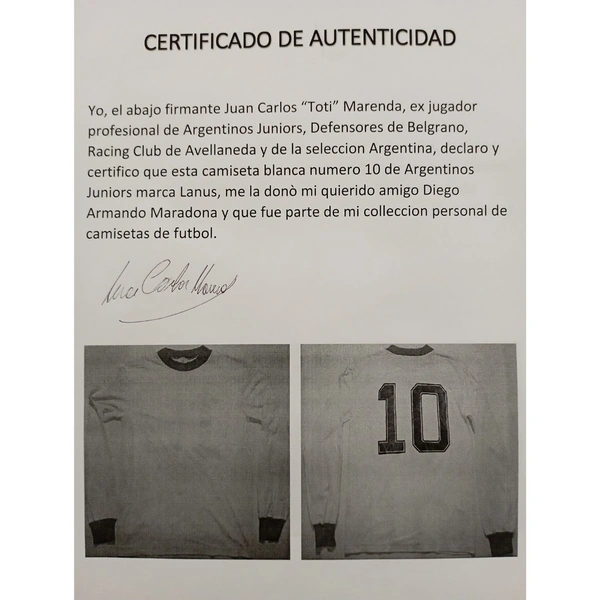 CERTIFICADO DE AUTENTICIDAD
Yo, el abajo firmante Juan Carlos “Toti” Marenda, ex jugador
profesional de Argentinos Juniors, Defensores de Belgrano,
Racing Club de Avellaneda y de la seleccion Argentina, declaro y
certifico que esta camiseta blanca numero 10 de Argentinos
Juniors marca Lanus, me la donò mi quierido amigo Diego
Armando Maradona y que fue parte de mi colleccion personal de
camisetas de futbol.
10